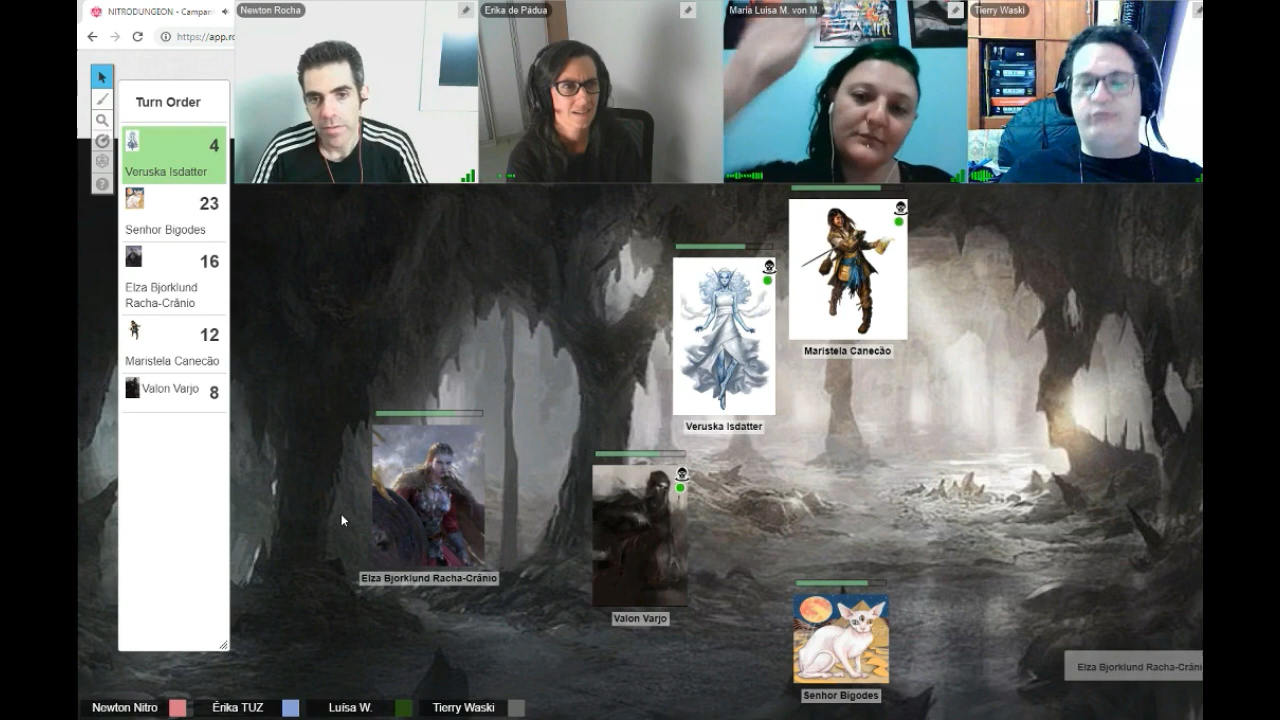 NITRODUNGEON - Campan
https://app.ro
Newton Rocha
Erika de Pádua
Maria Luisa M. von M.
Tierry Waski
Turn Order
4
Veruska Isdatter
23
Senhor Bigodes
16
Elza Bjorklund
Racha-Crânio
12
Maristela Canecão
Valon Varjo 8
Maristela Canecão
Veruska Isdatter
Elza Bjorklund Racha-Crânio
Valon Varjo
Senhor Bigodes
Elza Bjorklund Racha-Crâni
Newton Nitro
Érika TUZ
Luísa W.
Tierry Waski